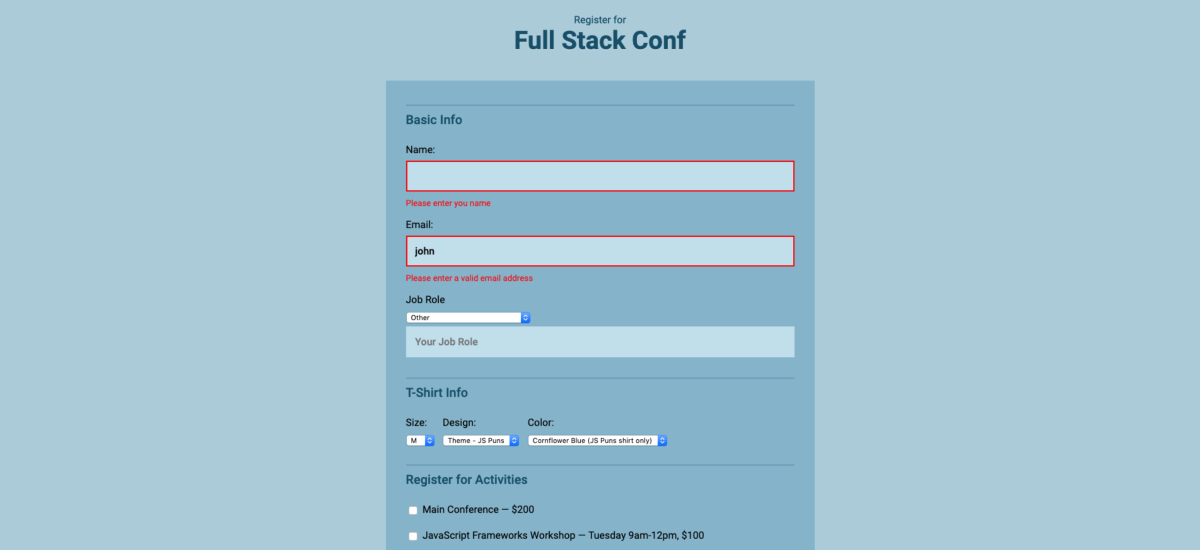 Register for
Full Stack Conf
Basic Info
Name:
Please enter you name
Email:
john
Please enter a valid email address
Job Role
Other
Your Job Role
T-Shirt Info
Size: Design: Color:
M Theme - JS Puns Cornflower Blue (JS Puns shirt only)
Register for Activities
Main Conference — $200
JavaScript Frameworks Workshop — Tuesday 9am-12pm, $100